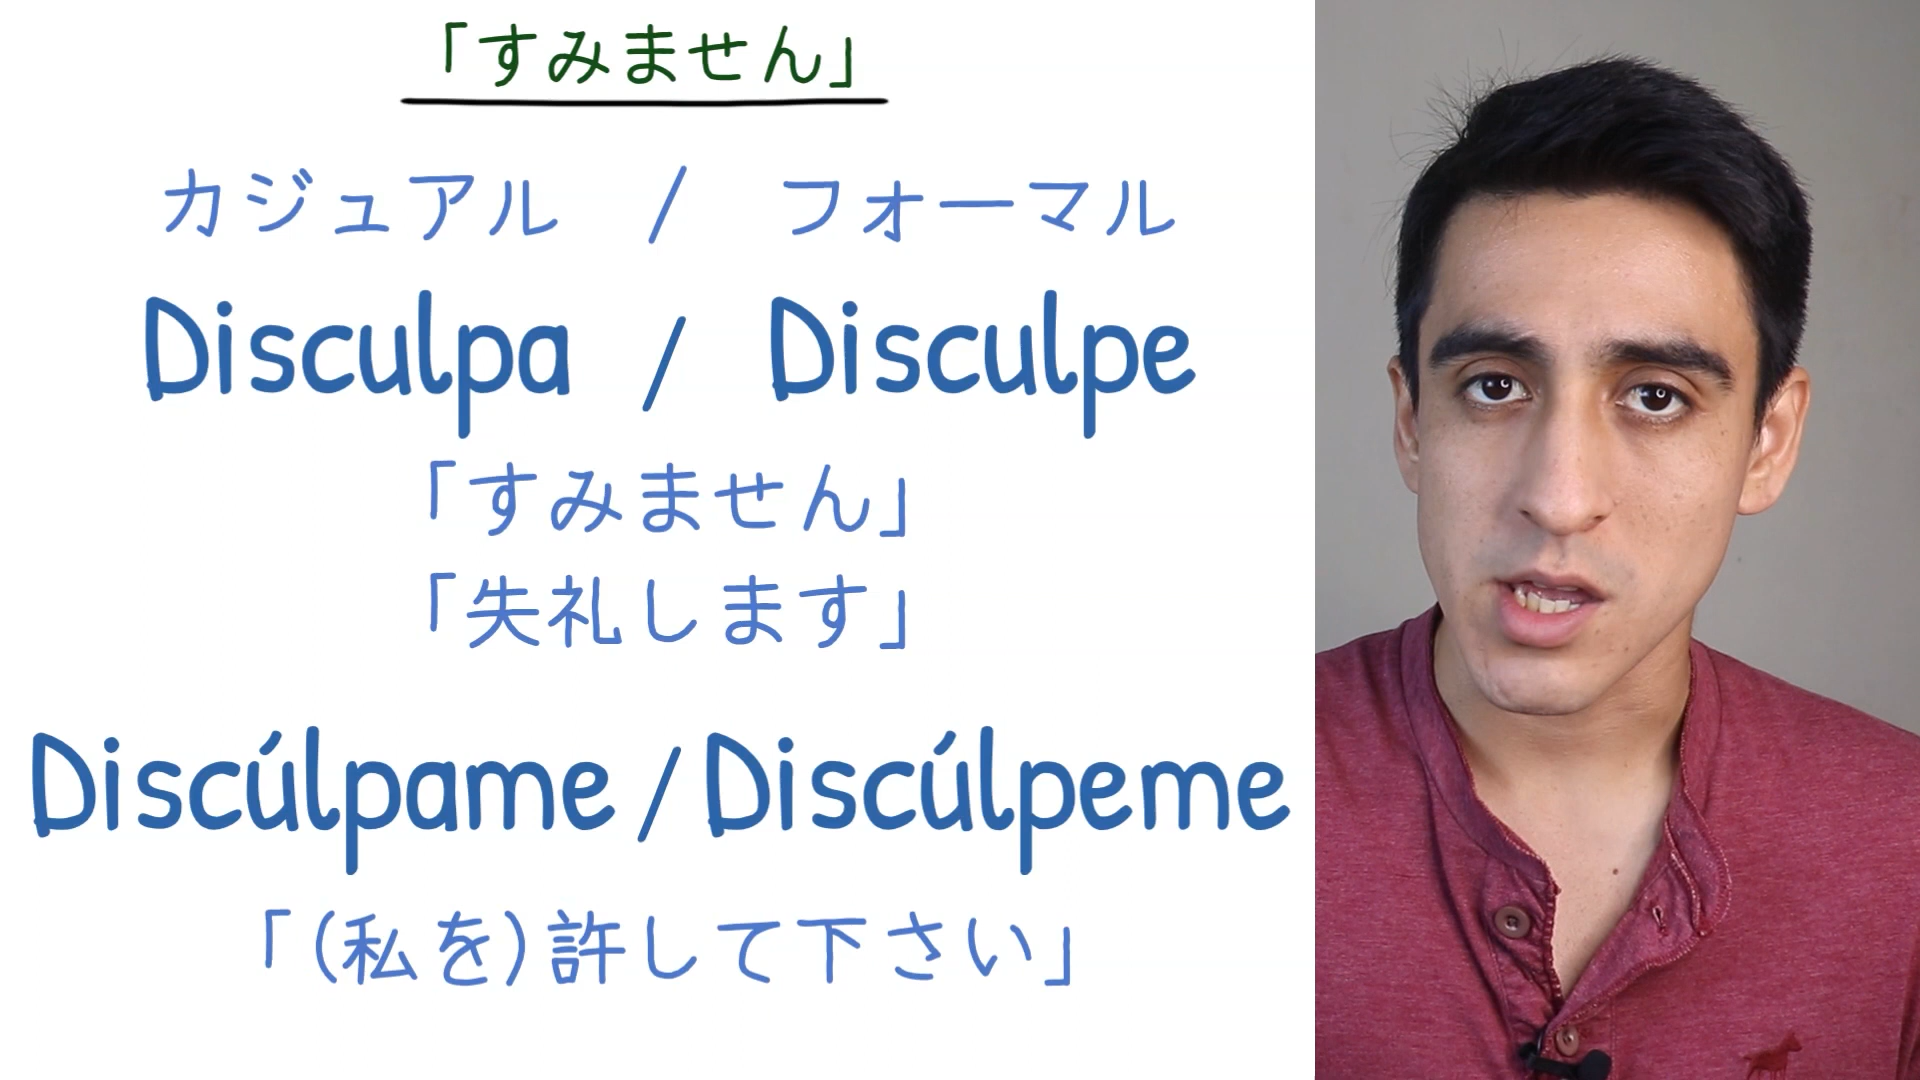 「すみません」
カジュアル / フォーマル
Disculpa / Disculpe
「すみません」
「失礼します」
Discúlpame / Discúlpeme
「(私を)許して下さい」